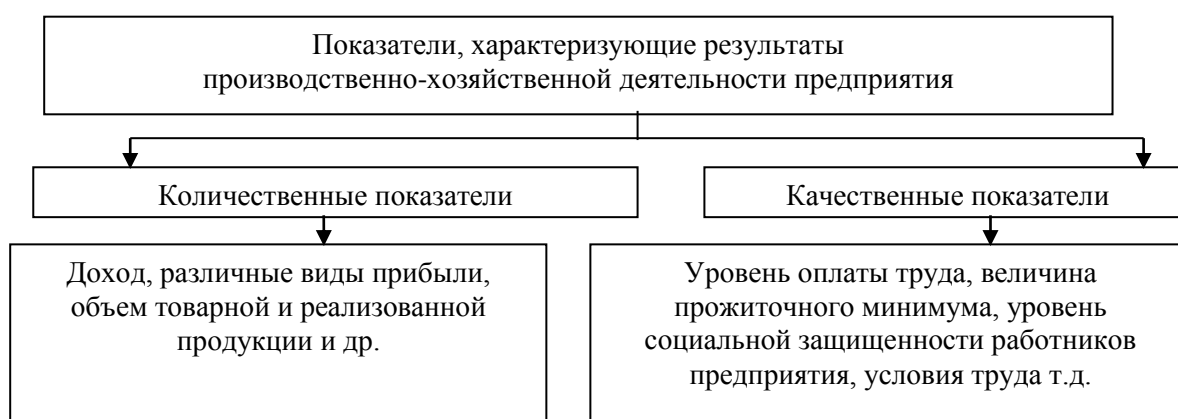 Показатели, характеризующие результаты
производственно-хозяйственной деятельности предприятия
Количественные показатели
Качественные показатели
Доход, различные виды прибыли,
объем товарной и реализованной
продукции и др.
Уровень оплаты труда, величина
прожиточного минимума, уровень
социальной защищенности работников
предприятия, условия труда т.д.